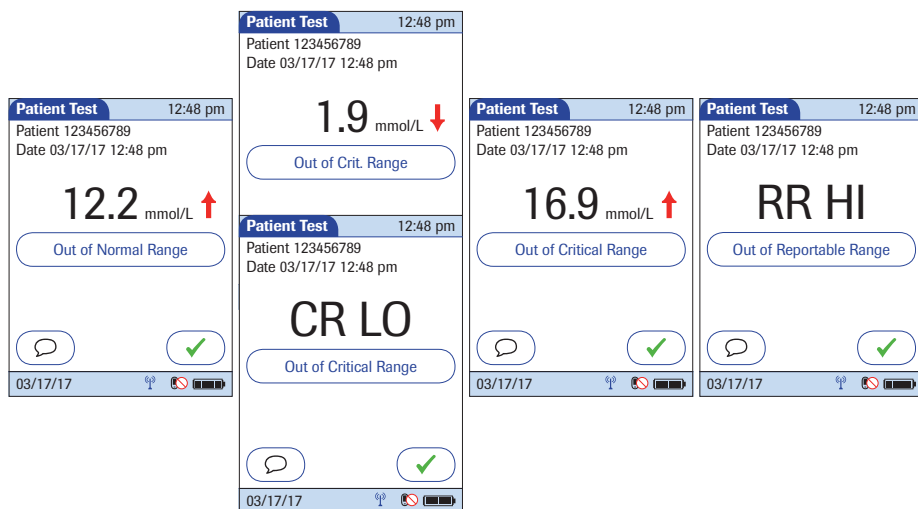 Patient Test 12:48 pm
Patient 123456789
Date 03/17/17 12:48 pm
12.2 mmol/L
Out of Normal Range
03/17/17
Patient Test 12:48 pm
Patient 123456789
Date 03/17/17 12:48 pm
1.9 mmol/L
Out of Crit. Range
Patient Test 12:48 pm
Patient 123456789
Date 03/17/17 12:48 pm
CR LO
Out of Critical Range
03/17/17
Patient Test 12:48 pm
Patient 123456789
Date 03/17/17 12:48 pm
16.9 mmol/L
Out of Critical Range
03/17/17
Patient Test 12:48 pm
Patient 123456789
Date 03/17/17 12:48 pm
RR HI
Out of Reportable Range
03/17/17